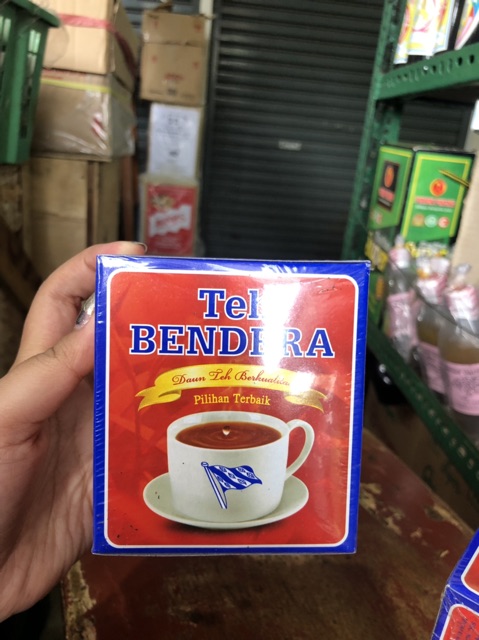 Teh
BENDERA
Daun Teh Berkualitas
Pilihan Terbaik